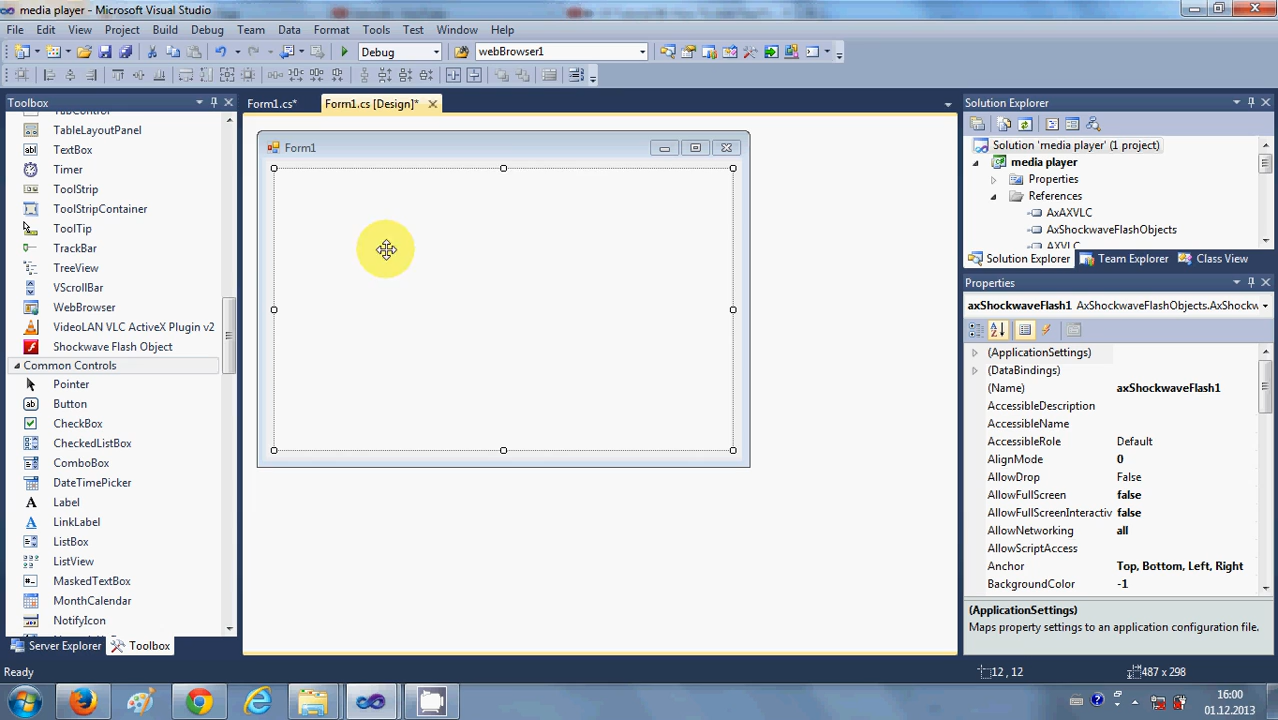 media player - Microsoft Visual Studio
File Edit View Project Build Debug Team Data Format Tools Test Window Help
Debug webBrowser1
Toolbox
Form1.cs* Form1.cs [Design]*
TableLayoutPanel
TextBox
Timer
ToolStrip
ToolStripContainer
ToolTip
TrackBar
TreeView
VScrollBar
WebBrowser
VideoLAN VLC ActiveX Plugin v2
Shockwave Flash Object
Common Controls
Pointer
Button
CheckBox
CheckedListBox
ComboBox
DateTimePicker
Label
LinkLabel
ListBox
ListView
MaskedTextBox
MonthCalendar
NotifyIcon
Server Explorer Toolbox
Form1
Solution Explorer
Solution 'media player' (1 project)
media player
Properties
References
AxAXVLC
AxShockwaveFlashObjects
AXVLC
Solution Explorer Team Explorer Class View
Properties
axShockwaveFlash1 AxShockwaveFlashObjects.AxShockw
(ApplicationSettings)
(DataBindings)
(Name) axShockwaveFlash1
AccessibleDescription
AccessibleName
AccessibleRole Default
AlignMode 0
AllowDrop False
AllowFullScreen false
AllowFullScreenInteractiv false
AllowNetworking all
AllowScriptAccess
Anchor Top, Bottom, Left, Right
BackgroundColor -1
(ApplicationSettings)
Maps property settings to an application configuration file.
Ready 12 , 12 487 x 298
16:00
01.12.2013